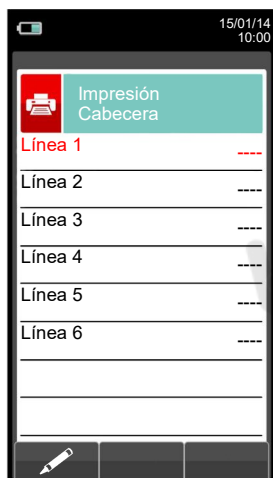 15/01/14
10:00
Impresión
Cabecera
Línea 1 ----
Línea 2 ----
Línea 3 ----
Línea 4 ----
Línea 5 ----
Línea 6 ----